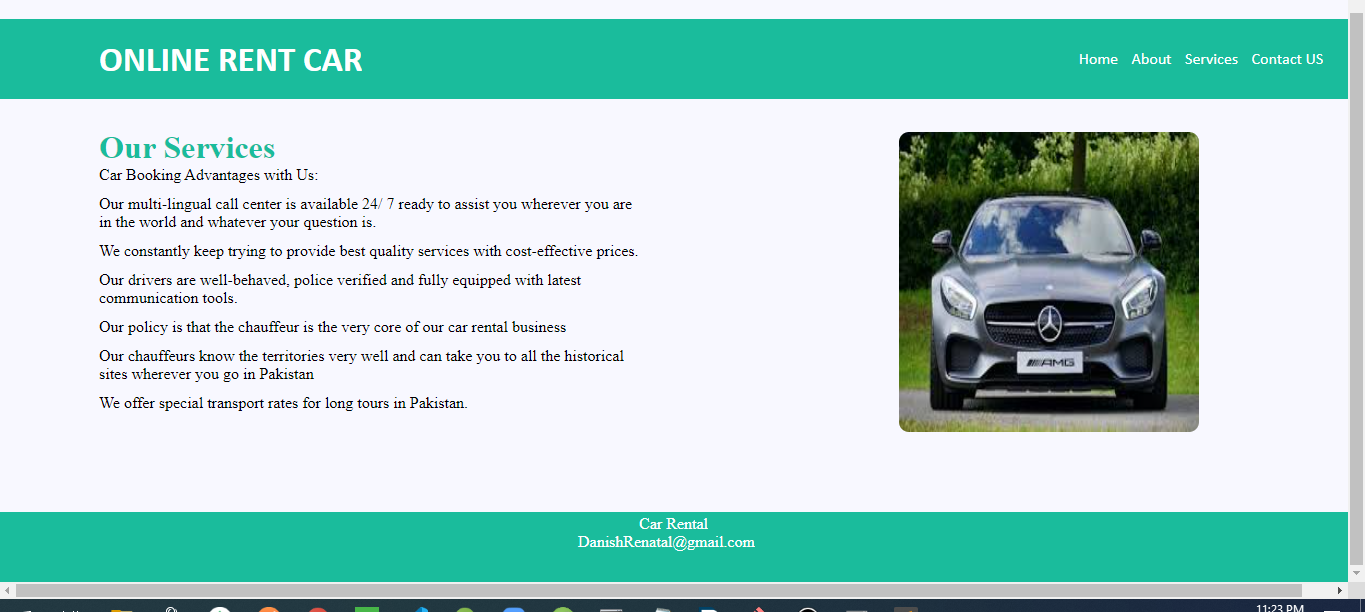 ONLINE RENT CAR
Home About Services Contact US
Our Services
Car Booking Advantages with Us:
Our multi-lingual call center is available 24/ 7 ready to assist you wherever you are
in the world and whatever your question is.
We constantly keep trying to provide best quality services with cost-effective prices.
Our drivers are well-behaved, police verified and fully equipped with latest
communication tools.
Our policy is that the chauffeur is the very core of our car rental business
Our chauffeurs know the territories very well and can take you to all the historical
sites wherever you go in Pakistan
We offer special transport rates for long tours in Pakistan.
AMG
Car Rental
DanishRenatal@gmail.com
11:23 PM